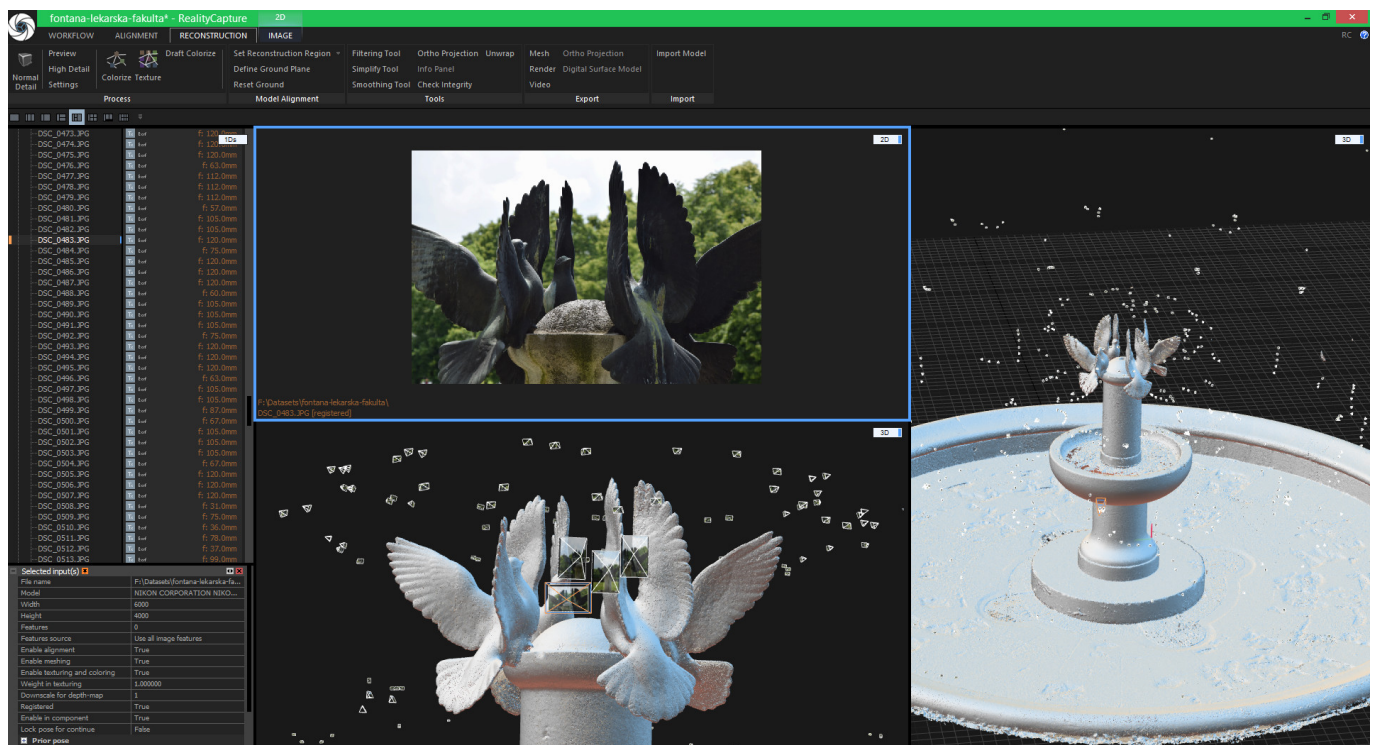 fontana-lekarska-fakulta* - RealityCapture 2D
WORKFLOW ALIGNMENT RECONSTRUCTION IMAGE RC
Preview Draft Colorize Set Reconstruction Region Filtering Tool Ortho Projection Unwrap Mesh Ortho Projection Import Model
Normal Detail High Detail Colorize Texture Define Ground Plane Simplify Tool Info Panel Render Digital Surface Model
Settings Reset Ground Smoothing Tool Check Integrity Video
Process Model Alignment Tools Export Import
1Ds
2D
3D
DSC_0473.JPG f: 120.0mm
DSC_0474.JPG f: 120.0mm
DSC_0475.JPG f: 120.0mm
DSC_0476.JPG f: 63.0mm
DSC_0477.JPG f: 112.0mm
DSC_0478.JPG f: 112.0mm
DSC_0479.JPG f: 112.0mm
DSC_0480.JPG f: 57.0mm
DSC_0481.JPG f: 105.0mm
DSC_0482.JPG f: 105.0mm
DSC_0483.JPG f: 120.0mm
DSC_0484.JPG f: 75.0mm
DSC_0485.JPG f: 120.0mm
DSC_0486.JPG f: 120.0mm
DSC_0487.JPG f: 120.0mm
DSC_0488.JPG f: 60.0mm
DSC_0489.JPG f: 105.0mm
DSC_0490.JPG f: 105.0mm
DSC_0491.JPG f: 105.0mm
DSC_0492.JPG f: 75.0mm
DSC_0493.JPG f: 120.0mm
DSC_0494.JPG f: 120.0mm
DSC_0495.JPG f: 120.0mm
DSC_0496.JPG f: 63.0mm
DSC_0497.JPG f: 105.0mm
DSC_0498.JPG f: 105.0mm
DSC_0499.JPG f: 87.0mm
DSC_0500.JPG f: 67.0mm
DSC_0501.JPG f: 105.0mm
DSC_0502.JPG f: 105.0mm
DSC_0503.JPG f: 105.0mm
DSC_0504.JPG f: 67.0mm
DSC_0505.JPG f: 120.0mm
DSC_0506.JPG f: 120.0mm
DSC_0507.JPG f: 120.0mm
DSC_0508.JPG f: 31.0mm
DSC_0509.JPG f: 75.0mm
DSC_0510.JPG f: 36.0mm
DSC_0511.JPG f: 78.0mm
DSC_0512.JPG f: 37.0mm
DSC_0513.JPG f: 99.0mm
F:\Datasets\fontana-lekarska-fakulta\
DSC_0483.JPG [registered]
3D
Selected input(s)
File name F:\Datasets\fontana-lekarska-fa...
Model NIKON CORPORATION NIKO...
Width 6000
Height 4000
Features 0
Features source Use all image features
Enable alignment True
Enable meshing True
Enable texturing and coloring True
Weight in texturing 1.000000
Downscale for depth-map 1
Registered True
Enable in component True
Lock pose for continue False
Prior pose